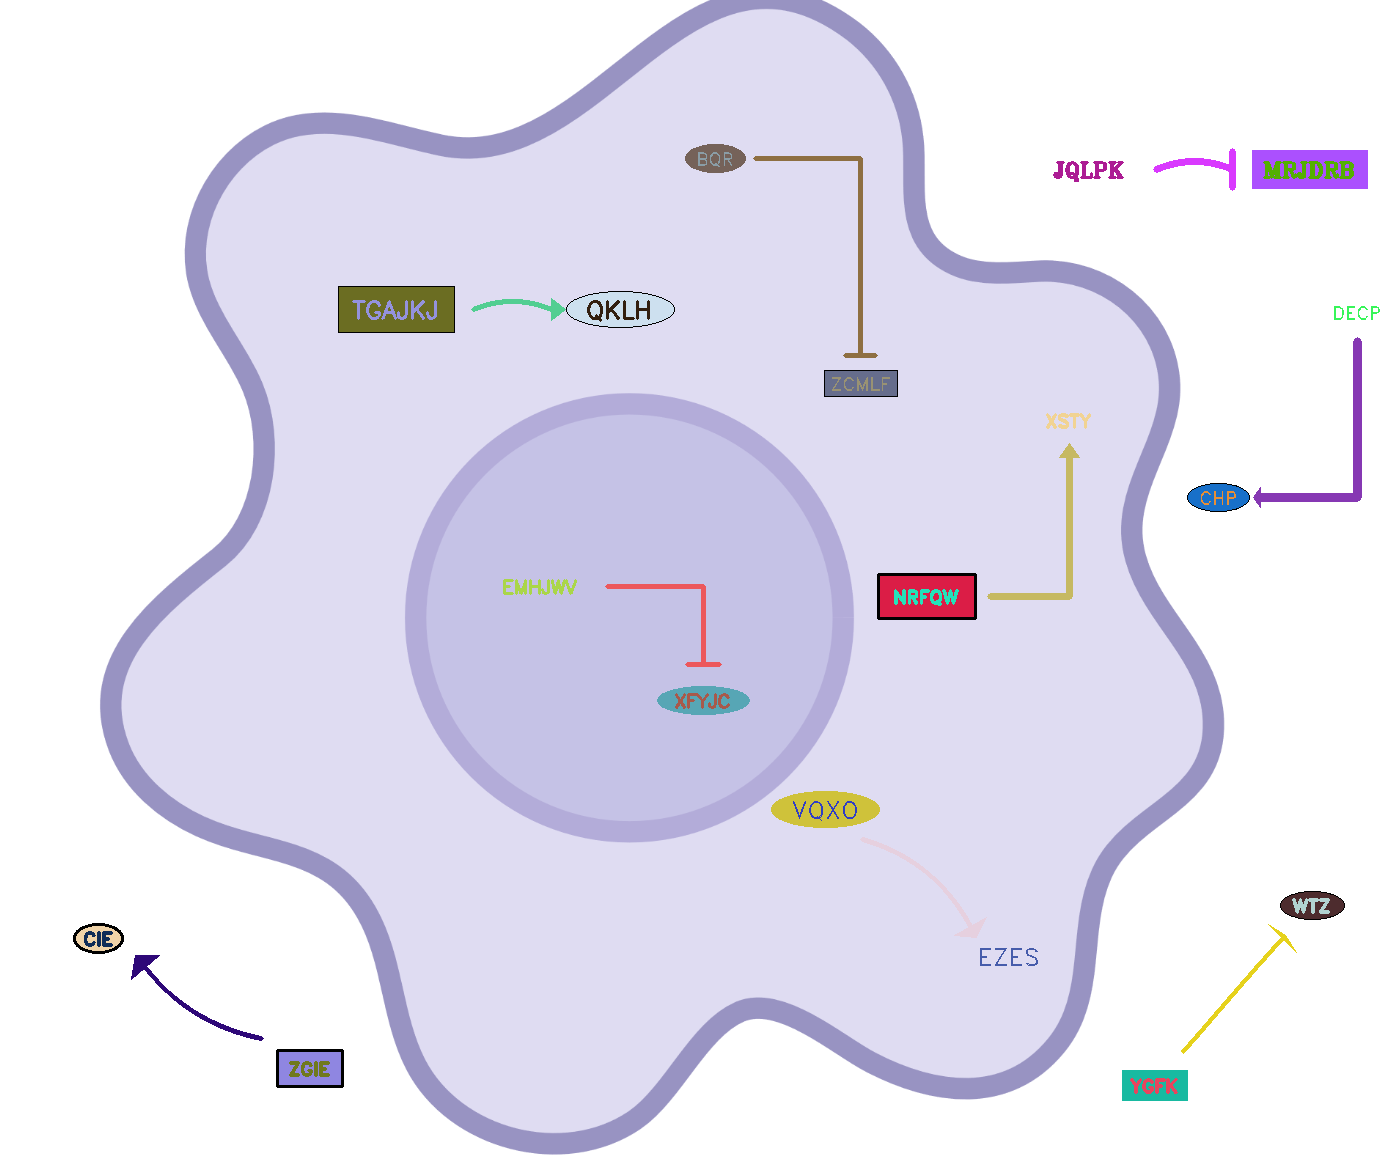 BQR
JQLPK
MRJDRB
TGAJKJ
QKLH
DECP
ZCMLF
XSTY
CHP
EMHJWV
NRFQW
XFYJC
VQXO
WTZ
CIE
EZES
ZGIE
YGFK